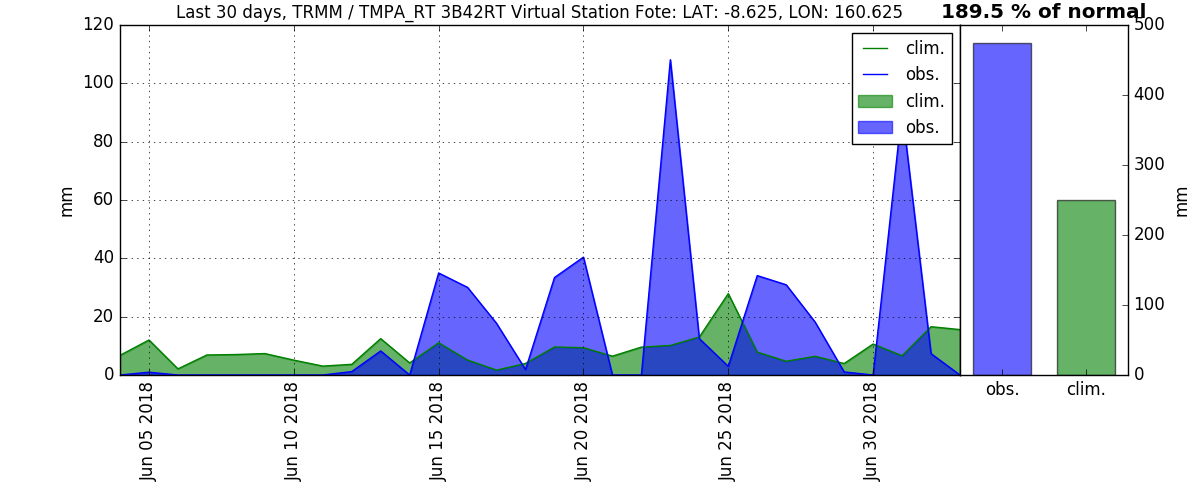 Last 30 days, TRMM / TMPA_RT 3B42RT Virtual Station Fote: LAT: -8.625, LON: 160.625
189.5 % of normal
120
100
80
60
40
20
0
mm
clim.
obs.
clim.
obs.
500
400
300
200
100
0
mm
obs.
clim.
Jun 05 2018
Jun 10 2018
Jun 15 2018
Jun 20 2018
Jun 25 2018
Jun 30 2018